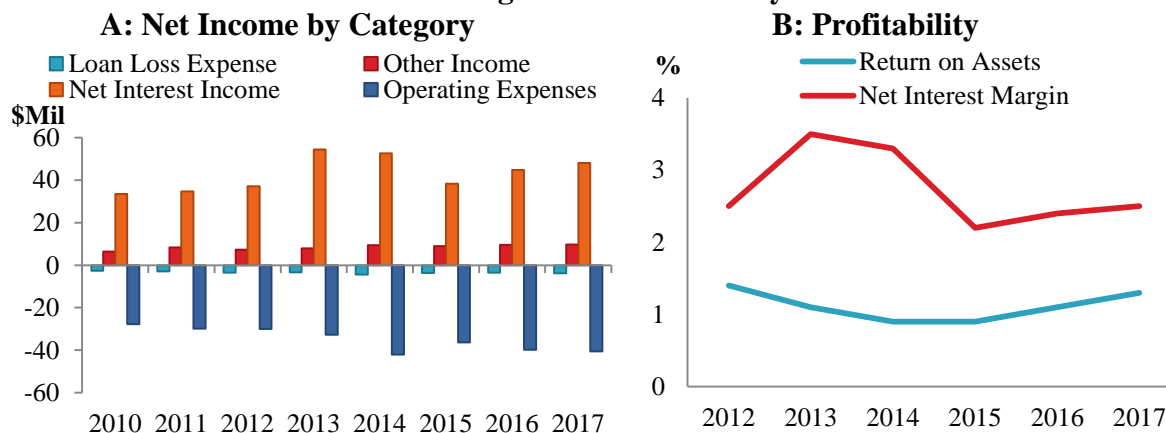 A: Net Income by Category
Loan Loss Expense
Other Income
Net Interest Income
Operating Expenses
$Mil
60
40
20
0
-20
-40
-60
2010 2011 2012 2013 2014 2015 2016 2017
B: Profitability
%
Return on Assets
Net Interest Margin
4
3
2
1
0
2012 2013 2014 2015 2016 2017